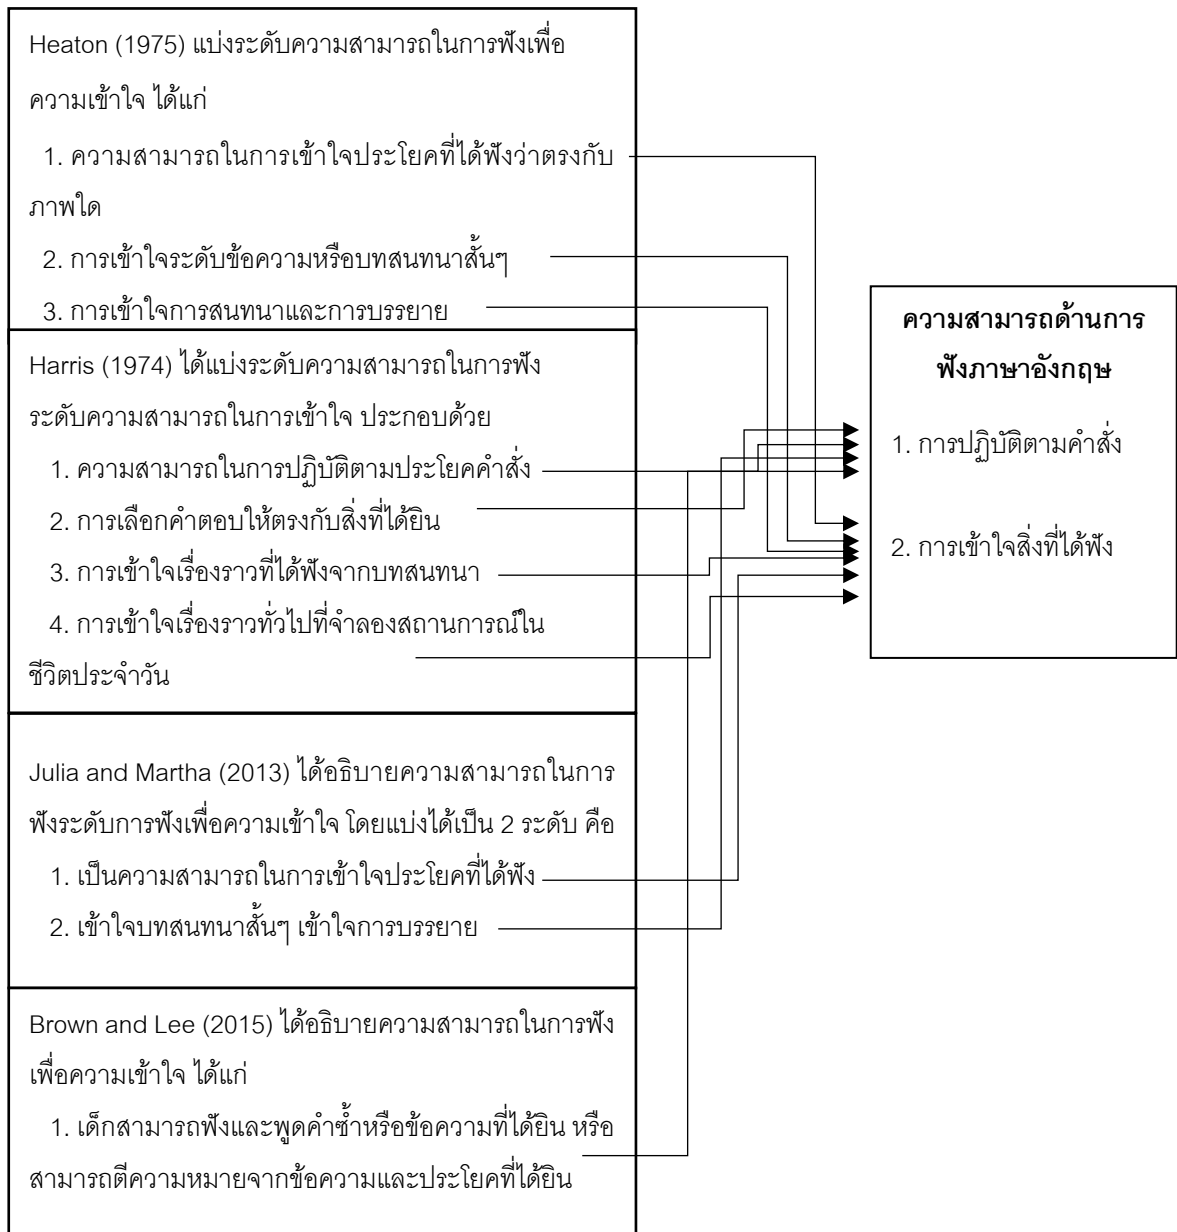 Heaton (1975) แบ่งระดับความสามารถในการฟังเพื่อ
ความเข้าใจ ได้แก่
1. ความสามารถในการเข้าใจประโยคที่ได้ฟังว่าตรงกับ
ภาพใด
2. การเข้าใจระดับข้อความหรือบทสนทนาสั้นๆ
3. การเข้าใจการสนทนาและการบรรยาย
Harris (1974) ได้แบ่งระดับความสามารถในการฟัง
ระดับความสามารถในการเข้าใจ ประกอบด้วย
1. ความสามารถในการปฏิบัติตามประโยคคำสั่ง
2. การเลือกคำตอบให้ตรงกับสิ่งที่ได้ยิน
3. การเข้าใจเรื่องราวที่ได้ฟังจากบทสนทนา
4. การเข้าใจเรื่องราวทั่วไปที่จำลองสถานการณ์ใน
ชีวิตประจำวัน
Julia and Martha (2013) ได้อธิบายความสามารถในการ
ฟังระดับการฟังเพื่อความเข้าใจ โดยแบ่งได้เป็น 2 ระดับ คือ
1. เป็นความสามารถในการเข้าใจประโยคที่ได้ฟัง
2. เข้าใจบทสนทนาสั้นๆ เข้าใจการบรรยาย
Brown and Lee (2015) ได้อธิบายความสามารถในการฟัง
เพื่อความเข้าใจ ได้แก่
1. เด็กสามารถฟังและพูดคำซ้ำหรือข้อความที่ได้ยิน หรือ
สามารถตีความหมายจากข้อความและประโยคที่ได้ยิน
ความสามารถด้านการ
ฟังภาษาอังกฤษ
1. การปฏิบัติตามคำสั่ง
2. การเข้าใจสิ่งที่ได้ฟัง